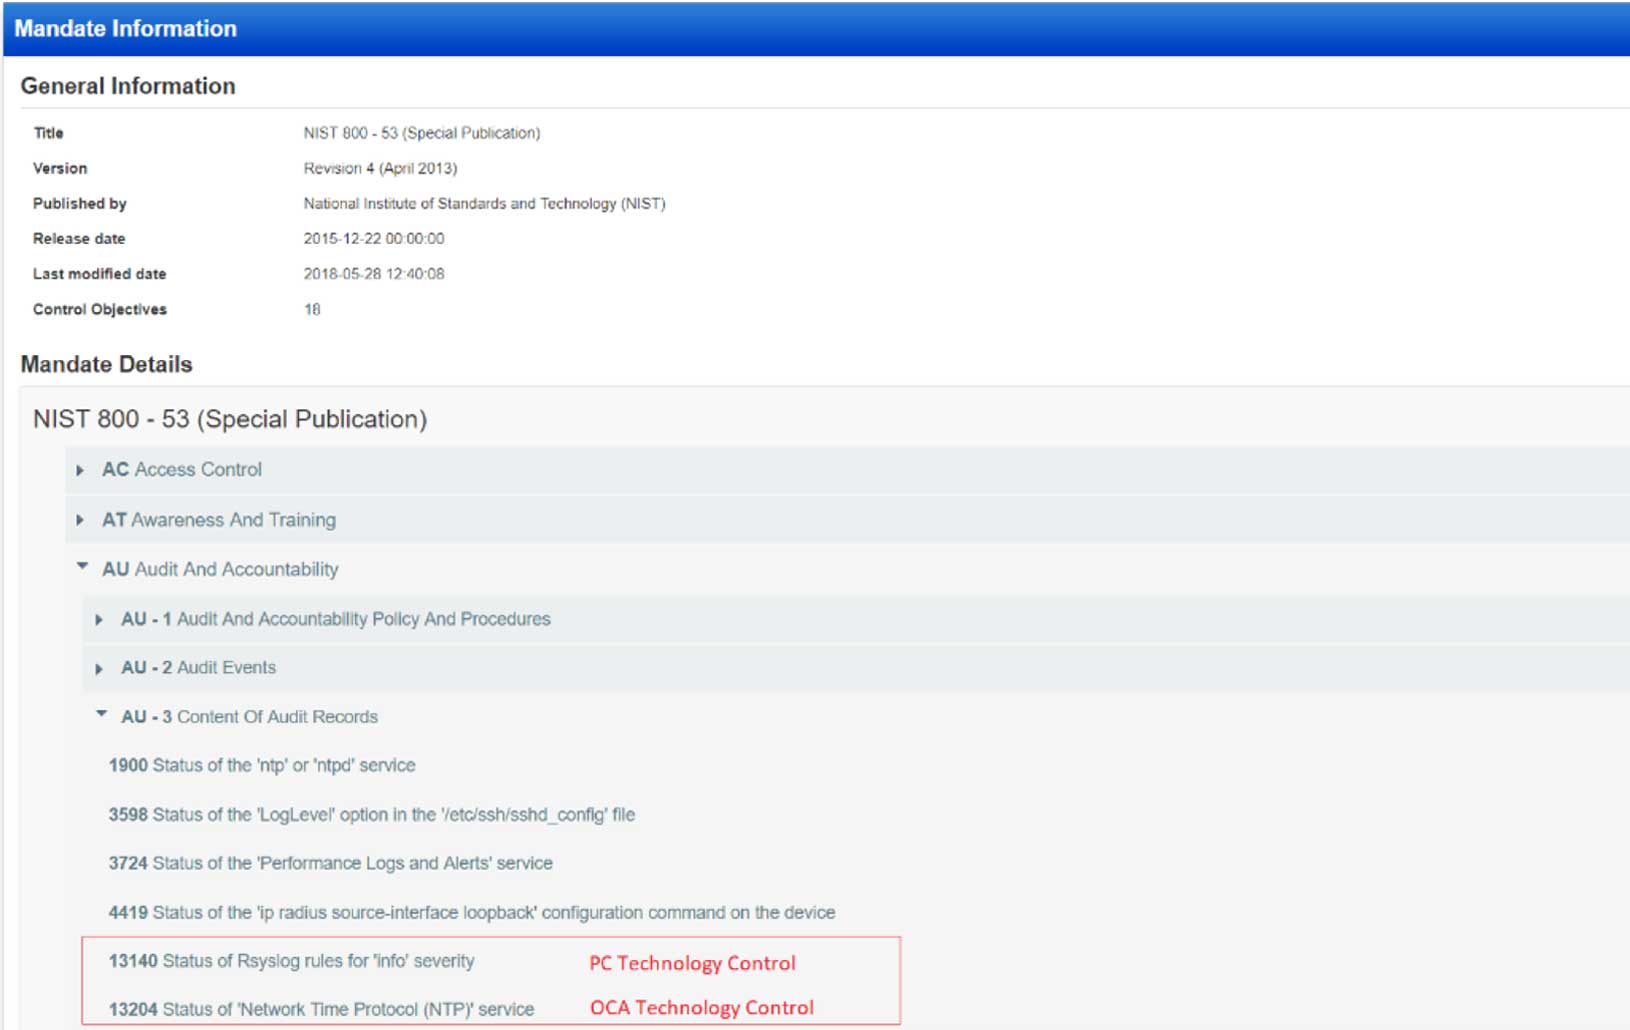 Mandate Information
General Information
Title NIST 800 - 53 (Special Publication)
Version Revision 4 (April 2013)
Published by National Institute of Standards and Technology (NIST)
Release date 2015-12-22 00:00:00
Last modified date 2018-05-28 12:40:08
Control Objectives 18
Mandate Details
NIST 800 - 53 (Special Publication)
AC Access Control
AT Awareness And Training
AU Audit And Accountability
AU - 1 Audit And Accountability Policy And Procedures
AU - 2 Audit Events
AU - 3 Content Of Audit Records
1900 Status of the 'ntp' or 'ntpd' service
3598 Status of the 'LogLevel' option in the '/etc/ssh/sshd_config' file
3724 Status of the 'Performance Logs and Alerts' service
4419 Status of the 'ip radius source-interface loopback' configuration command on the device
13140 Status of Rsyslog rules for 'info' severity PC Technology Control
13204 Status of 'Network Time Protocol (NTP)' service OCA Technology Control